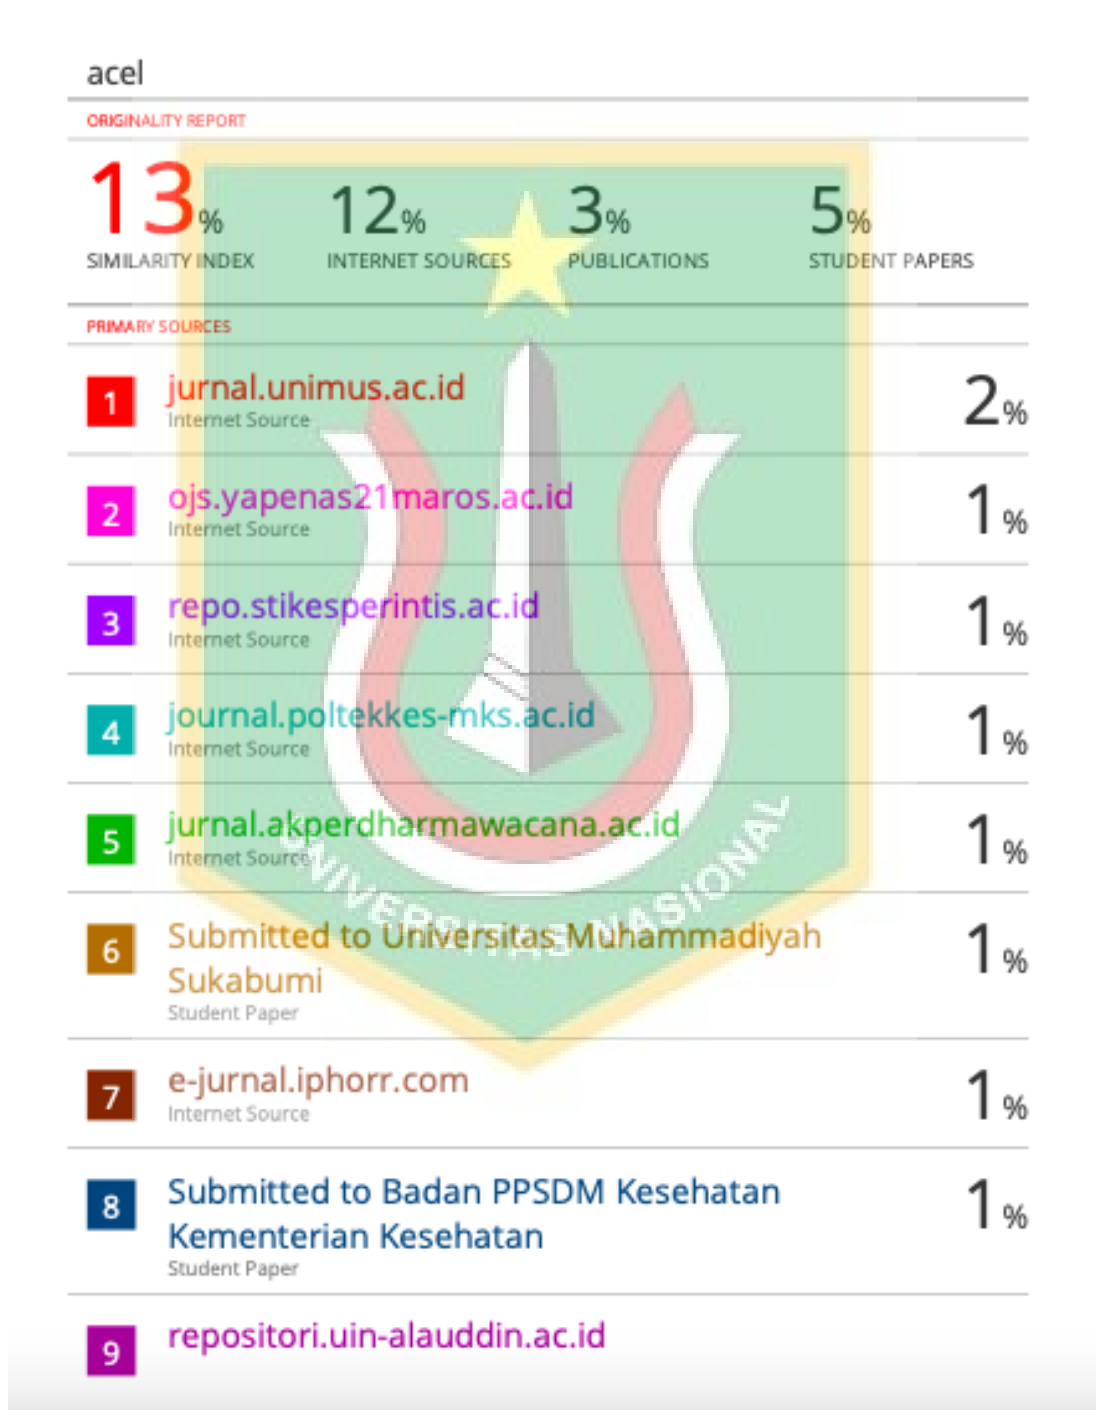 acel
ORIGINALITY REPORT
13% 12% 3% 5%
SIMILARITY INDEX INTERNET SOURCES PUBLICATIONS STUDENT PAPERS
PRIMARY SOURCES
1 jurnal.unimus.ac.id 2%
Internet Source
2 ojs.yapenas21maros.ac.id 1%
Internet Source
3 repo.stikesperintis.ac.id 1%
Internet Source
4 journal.poltekkes-mks.ac.id 1%
Internet Source
5 jurnal.akperdharmawacana.ac.id 1%
Internet Source
6 Submitted to Universitas Muhammadiyah 1%
Sukabumi
Student Paper
7 e-jurnal.iphorr.com 1%
Internet Source
8 Submitted to Badan PPSDM Kesehatan 1%
Kementerian Kesehatan
Student Paper
9 repositori.uin-alauddin.ac.id
UNIVERSITAS NASIONAL